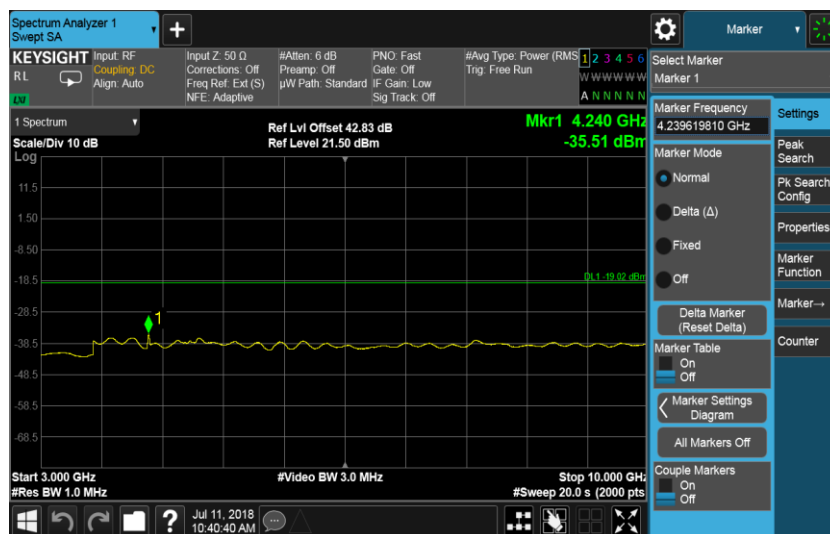 Spectrum Analyzer 1
Swept SA
+
Marker
KEYSIGHT
RL
LXI
Input: RF
Coupling: DC
Align: Auto
Input Z: 50 Ω
Corrections: Off
Freq Ref: Ext (S)
NFE: Adaptive
#Atten: 6 dB
Preamp: Off
µW Path: Standard
PNO: Fast
Gate: Off
IF Gain: Low
Sig Track: Off
#Avg Type: Power (RMS
Trig: Free Run
1 2 3 4 5 6
W W W W W W
A N N N N N
Select Marker
Marker 1
1 Spectrum
Scale/Div 10 dB
Log
Ref Lvl Offset 42.83 dB
Ref Level 21.50 dBm
Mkr1 4.240 GHz
-35.51 dBm
11.5
1.50
-8.50
-18.5
-28.5
-38.5
-48.5
-58.5
-68.5
DL1 -19.02 dBm
1
Start 3.000 GHz
#Res BW 1.0 MHz
#Video BW 3.0 MHz
Stop 10.000 GHz
#Sweep 20.0 s (2000 pts
Marker Frequency
4.239619810 GHz
Marker Mode
Normal
Delta (Δ)
Fixed
Off
Delta Marker
(Reset Delta)
Marker Table
On
Off
Marker Settings
Diagram
All Markers Off
Couple Markers
On
Off
Settings
Peak
Search
Pk Search
Config
Properties
Marker
Function
Marker→
Counter
?
Jul 11, 2018
10:40:40 AM